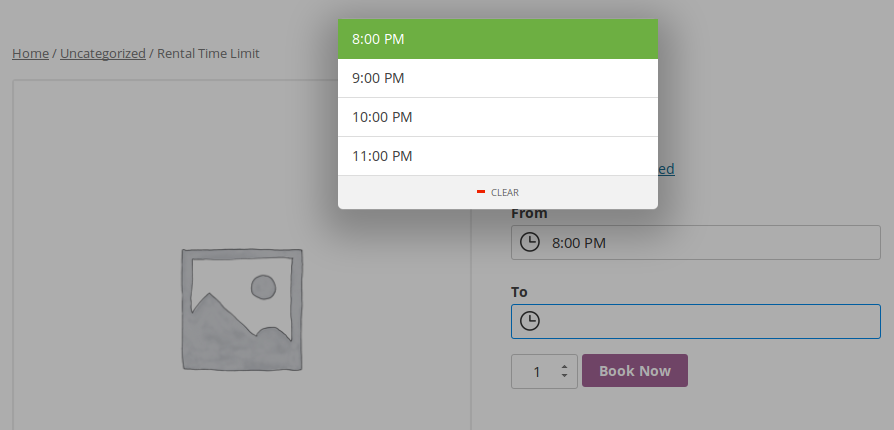 8:00 PM
9:00 PM
10:00 PM
11:00 PM
CLEAR
Home / Uncategorized / Rental Time Limit
ed
From
8:00 PM
To
1
Book Now